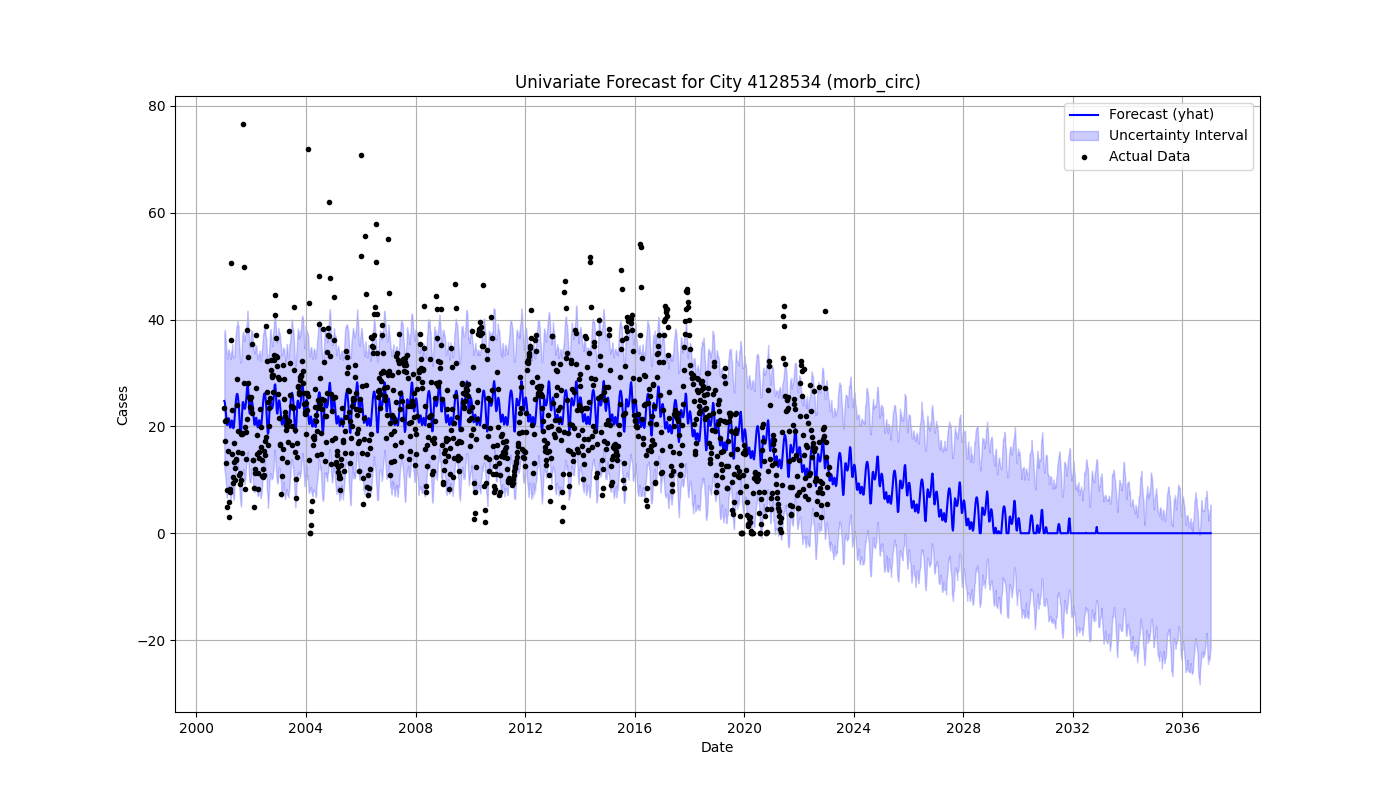 Univariate Forecast for City 4128534 (morb_circ)
Forecast (yhat)
Uncertainty Interval
Actual Data
Cases
80
60
40
20
0
−20
2000 2004 2008 2012 2016 2020 2024 2028 2032 2036
Date